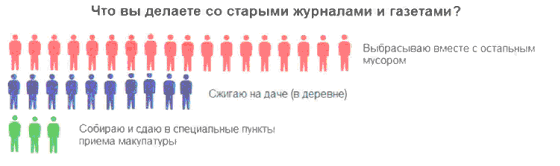 Что вы делаете со старыми журналами и газетами?
Выбрасываю вместе с остальным
мусором
Сжигаю на даче (в деревне)
Собираю и сдаю в специальные пункты
приема макупатуры